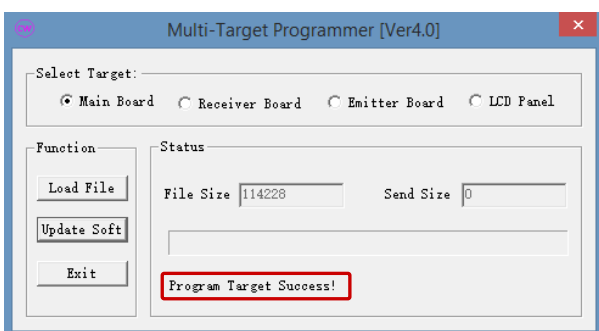 CW
Multi-Target Programmer [Ver4.0]
Select Target:
Main Board Receiver Board Emitter Board LCD Panel
Function
Status
Load File
File Size 114228 Send Size 0
Update Soft
Exit
Program Target Success!